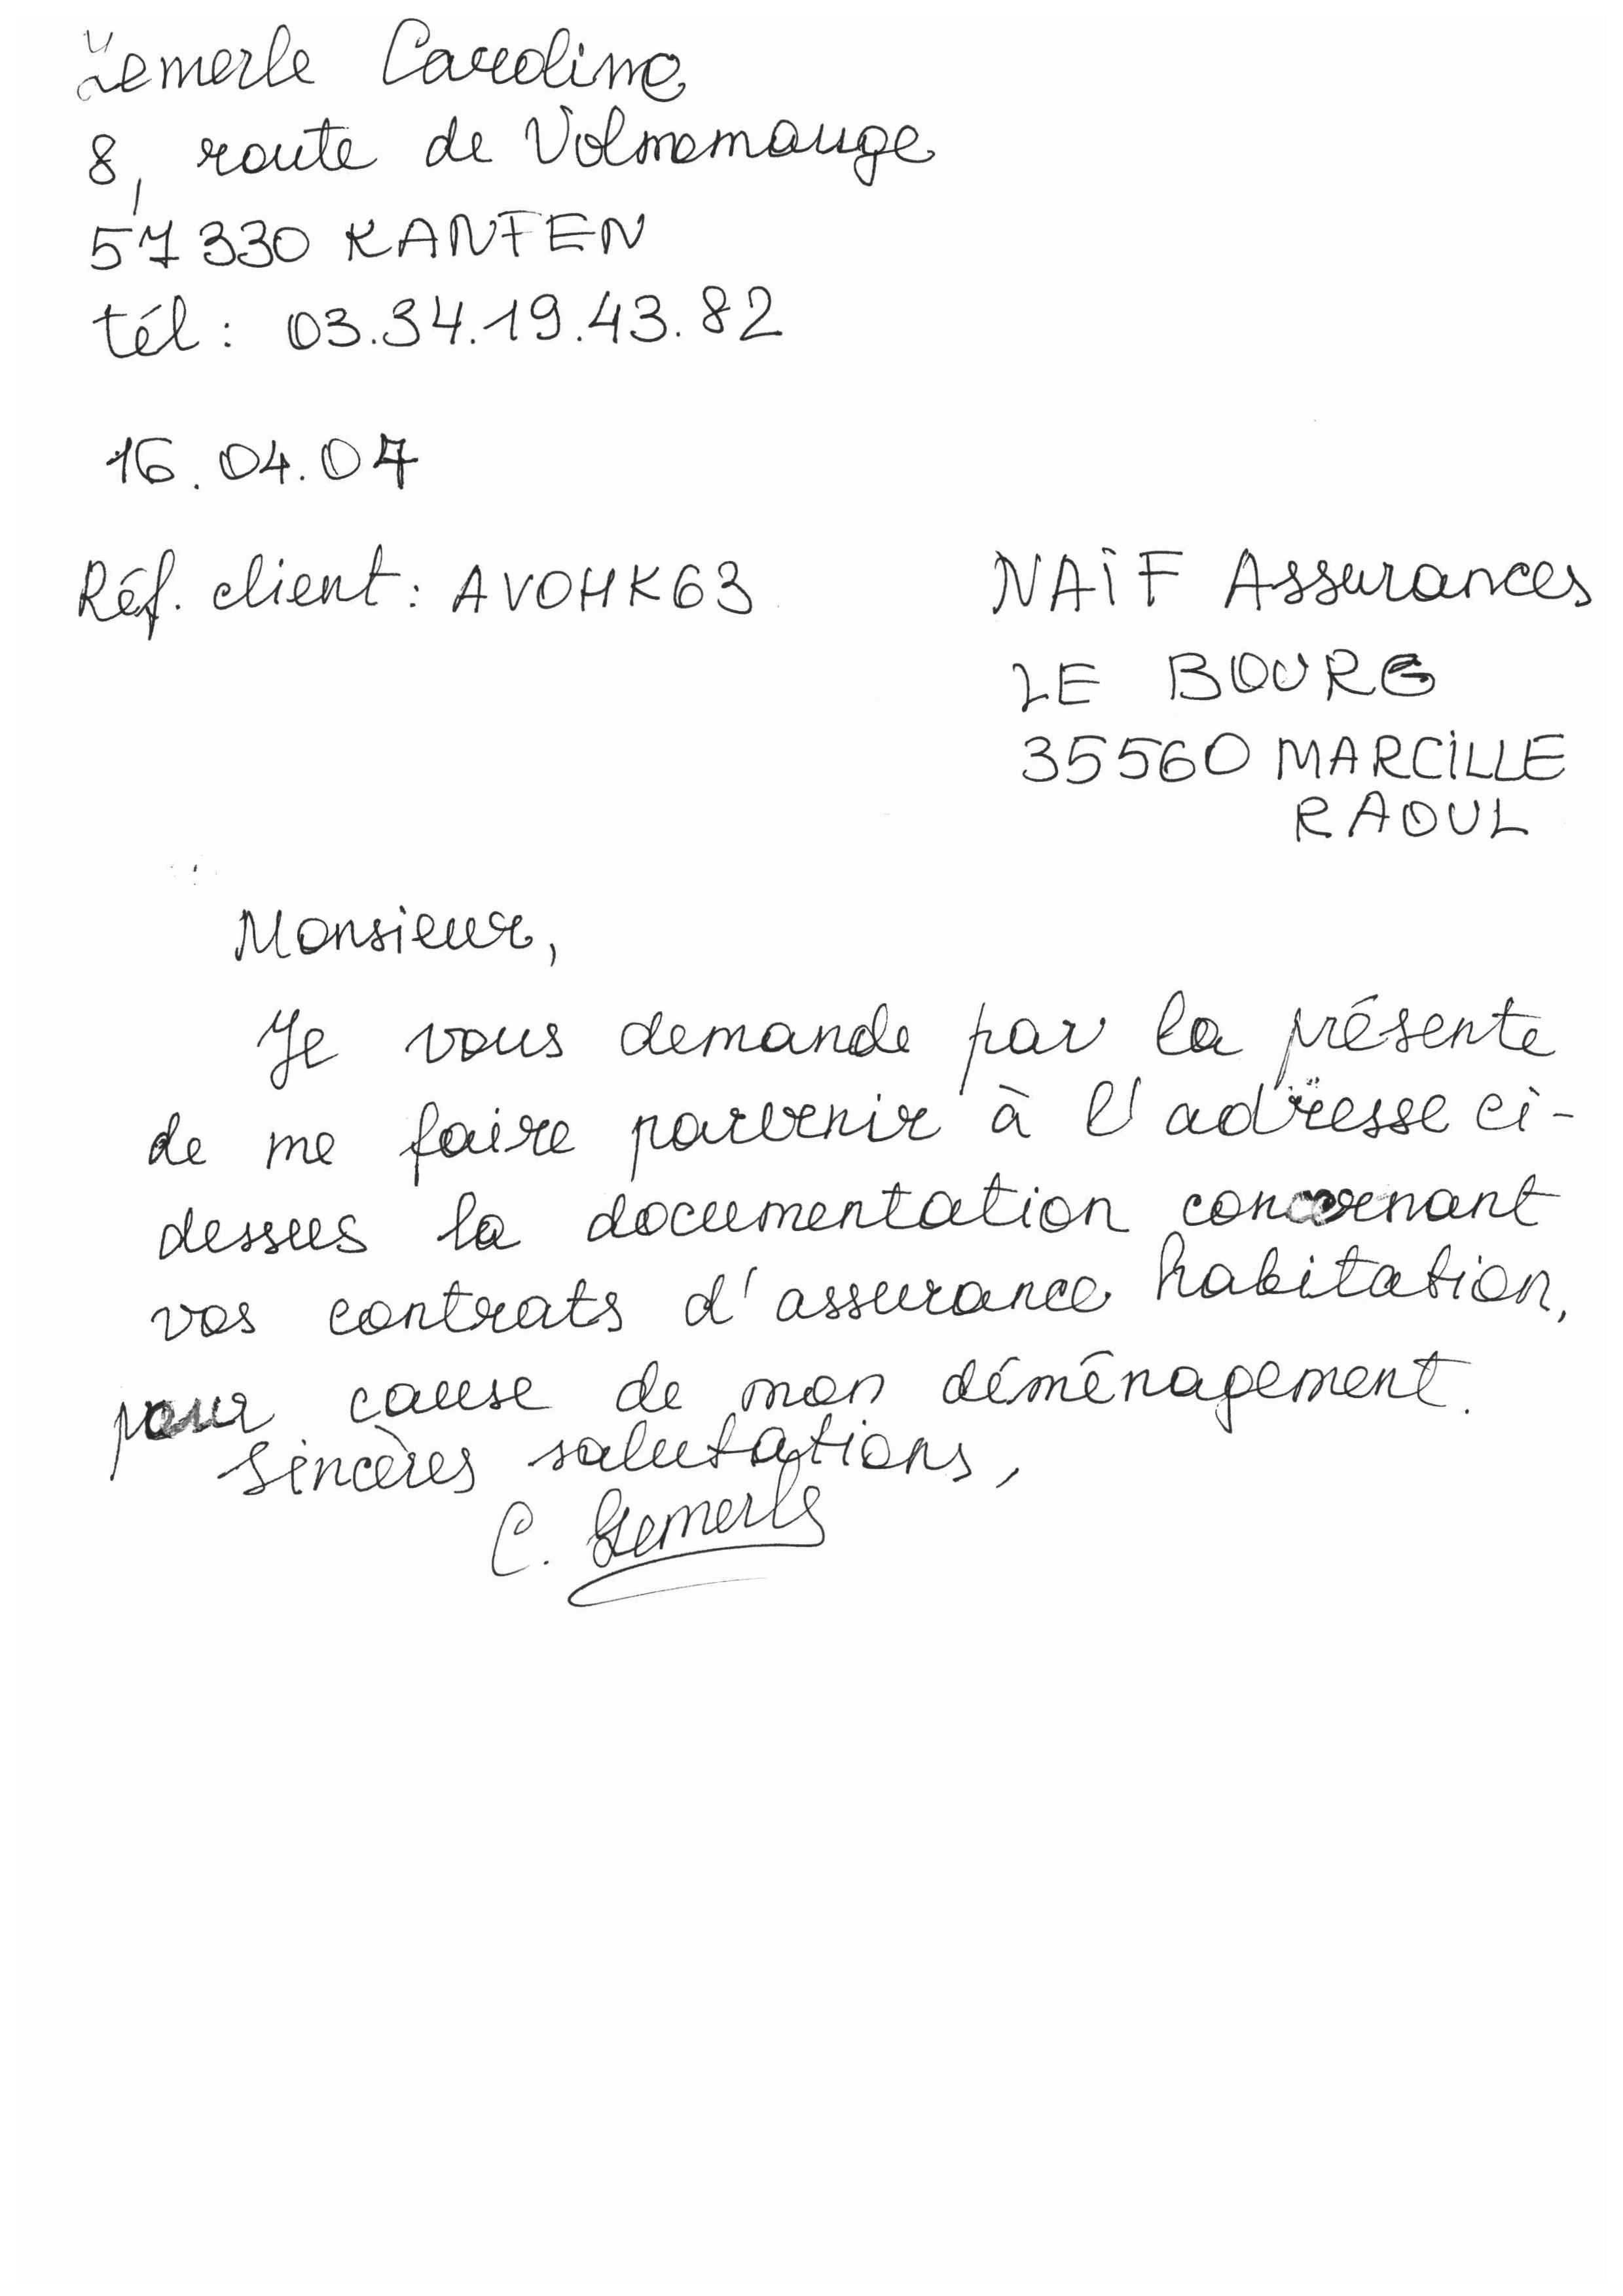 Lemerle Caroline
8, route de Volmemange
57330 KANFEN
tél : 03.34.19.43.82
16.04.07
Réf. client : AVOHK63
NAÏF Assurances
LE BOURG
35560 MARCILLE
RAOUL
Monsieur,
Je vous demande par la présente
de me faire parvenir à l'adresse ci-
dessus la documentation concernant
vos contrats d'assurance habitation,
pour cause de mon déménagement.
Sincères salutations,
C. Lemerle